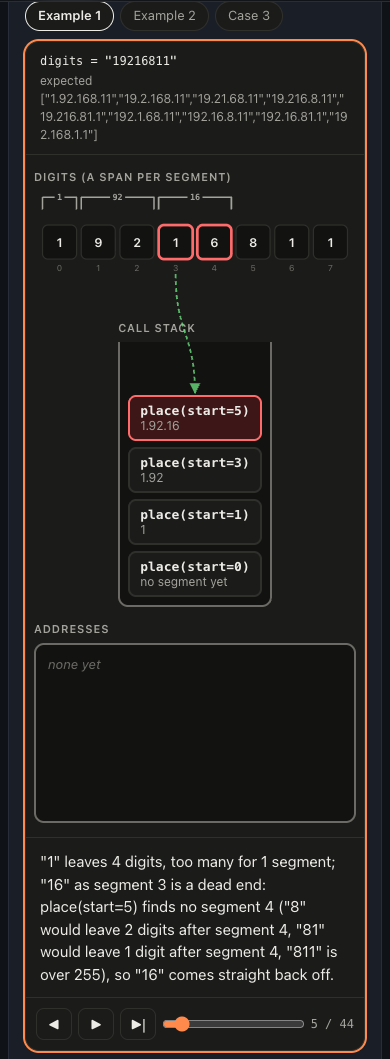 Example 1 Example 2 Case 3
digits = "19216811"
expected
["1.92.168.11","19.2.168.11","19.21.68.11","19.216.8.11","
19.216.81.1","192.1.68.11","192.16.8.11","192.16.81.1","19
2.168.1.1"]
DIGITS (A SPAN PER SEGMENT)
1 92 16
1 9 2 1 6 8 1 1
0 1 2 3 4 5 6 7
CALL STACK
place(start=5)
1.92.16
place(start=3)
1.92
place(start=1)
1
place(start=0)
no segment yet
ADDRESSES
none yet
"1" leaves 4 digits, too many for 1 segment;
"16" as segment 3 is a dead end:
place(start=5) finds no segment 4 ("8"
would leave 2 digits after segment 4, "81"
would leave 1 digit after segment 4, "811" is
over 255), so "16" comes straight back off.
5 / 44